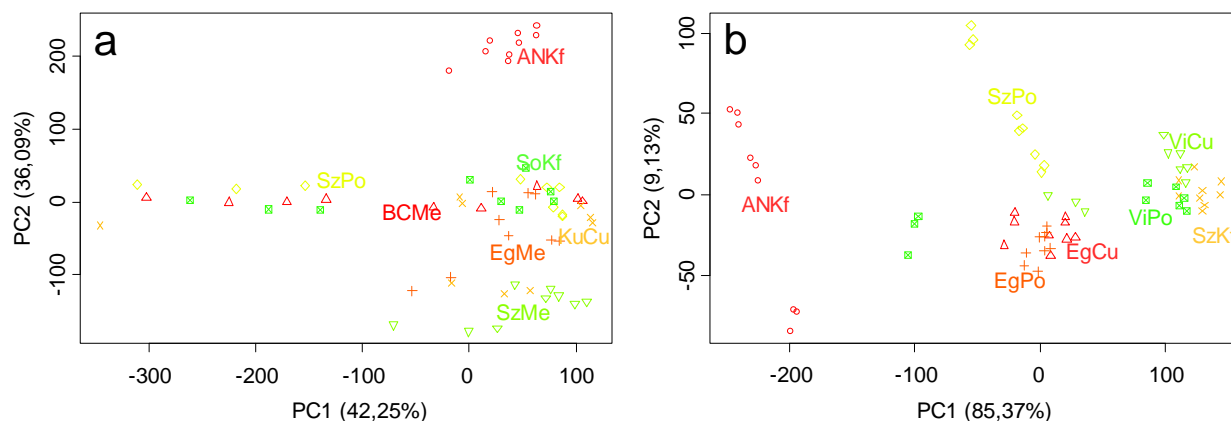 a
ANKf
SoKf
SzPo
BCMe
KuCu
EgMe
SzMe
200
100
0
-100
-300
-200
-100
0
100
PC2 (36,09%)
PC1 (42,25%)
b
SzPo
ViCu
ANKf
ViPo
SzK
EgCu
EgPo
100
50
0
-50
-200
-100
0
100
PC2 (9,13%)
PC1 (85,37%)